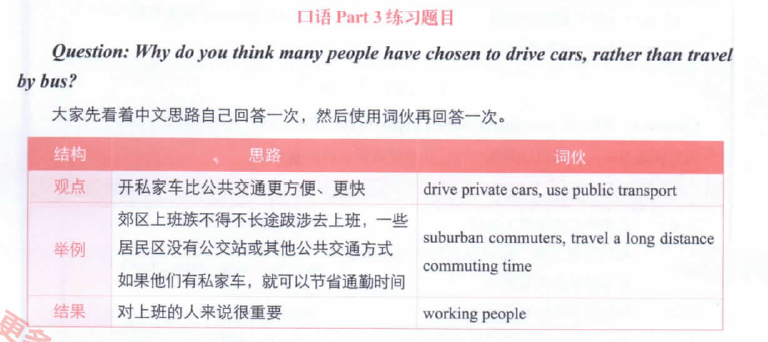 口语 Part 3 练习题目
Question: Why do you think many people have chosen to drive cars, rather than travel
by bus?
大家先看着中文思路自己回答一次，然后使用词伙再回答一次。
结构 思路 词伙
观点 开私家车比公共交通更方便、更快 drive private cars, use public transport
郊区上班族不得不长途跋涉去上班，一些
举例 居民区没有公交站或其他公共交通方式 suburban commuters, travel a long distance
如果他们有私家车，就可以节省通勤时间 commuting time
结果 对上班的人来说很重要 working people
更多